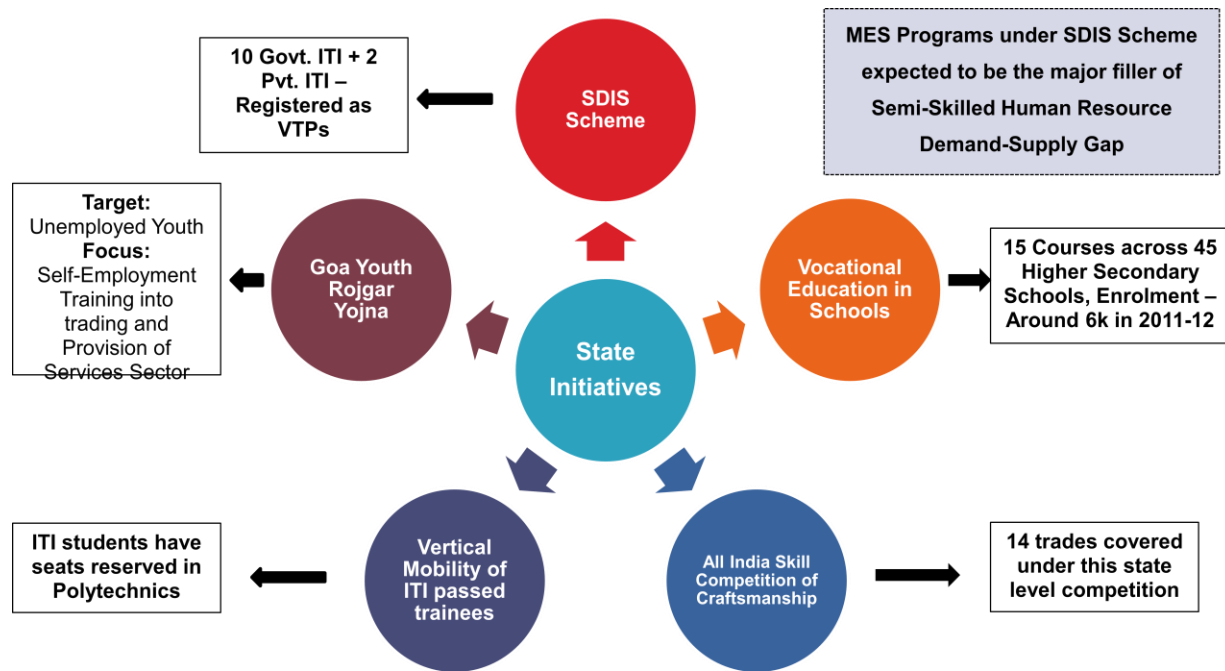 10 Govt. ITI + 2
Pvt. ITI –
Registered as
VTPs
SDIS
Scheme
MES Programs under SDIS Scheme
expected to be the major filler of
Semi-Skilled Human Resource
Demand-Supply Gap
Target:
Unemployed Youth
Focus:
Self-Employment
Training into
trading and
Provision of
Services Sector
Goa Youth
Rojgar
Yojna
Vocational
Education in
Schools
15 Courses across 45
Higher Secondary
Schools, Enrolment –
Around 6k in 2011-12
State
Initiatives
ITI students have
seats reserved in
Polytechnics
Vertical
Mobility of
ITI passed
trainees
All India Skill
Competition of
Craftsmanship
14 trades covered
under this state
level competition